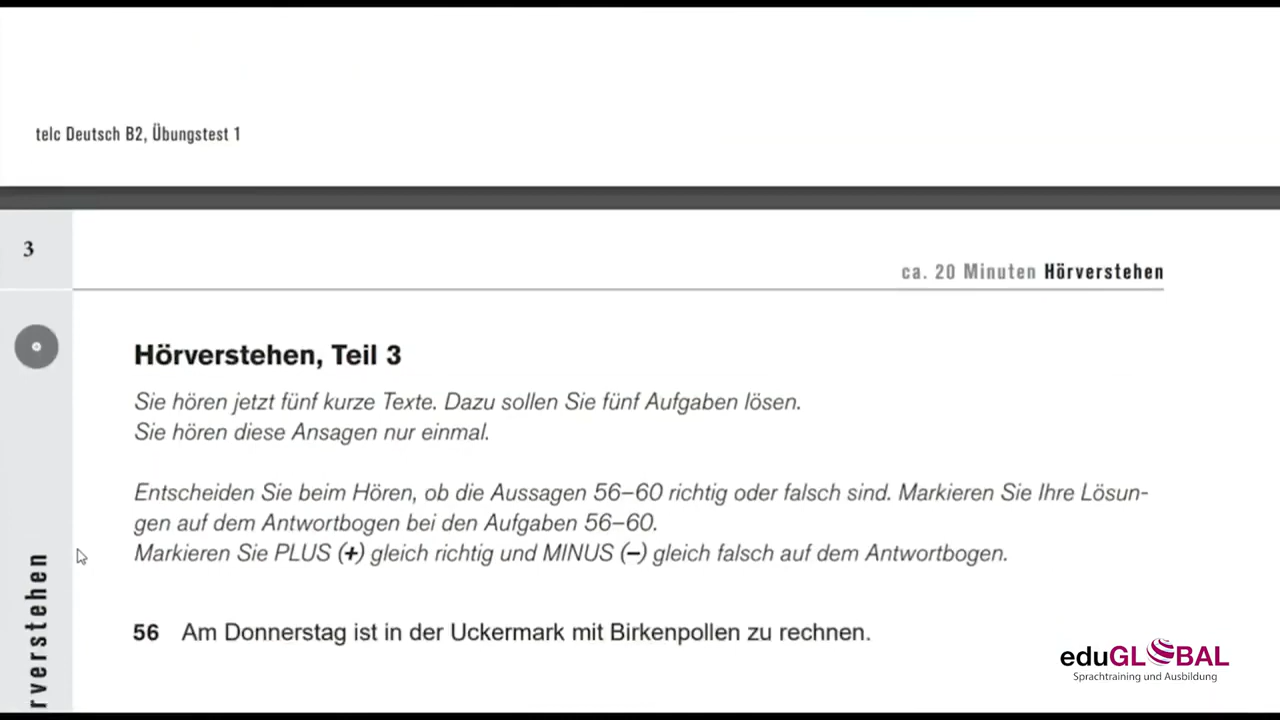 telc Deutsch B2, Übungstest 1
3
ca. 20 Minuten Hörverstehen
Hörverstehen, Teil 3
Sie hören jetzt fünf kurze Texte. Dazu sollen Sie fünf Aufgaben lösen.
Sie hören diese Ansagen nur einmal.
Entscheiden Sie beim Hören, ob die Aussagen 56–60 richtig oder falsch sind. Markieren Sie Ihre Lösun-
gen auf dem Antwortbogen bei den Aufgaben 56–60.
Markieren Sie PLUS (+) gleich richtig und MINUS (–) gleich falsch auf dem Antwortbogen.
rverstehen
56 Am Donnerstag ist in der Uckermark mit Birkenpollen zu rechnen.
eduGLOBAL
Sprachtraining und Ausbildung